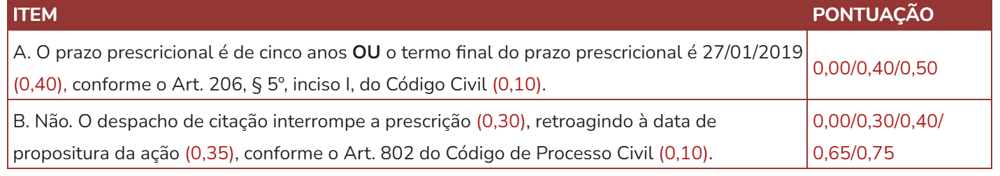 ITEM PONTUAÇÃO
A. O prazo prescricional é de cinco anos OU o termo final do prazo prescricional é 27/01/2019
(0,40), conforme o Art. 206, § 5º, inciso I, do Código Civil (0,10).
0,00/0,40/0,50
B. Não. O despacho de citação interrompe a prescrição (0,30), retroagindo à data de
propositura da ação (0,35), conforme o Art. 802 do Código de Processo Civil (0,10).
0,00/0,30/0,40/
0,65/0,75